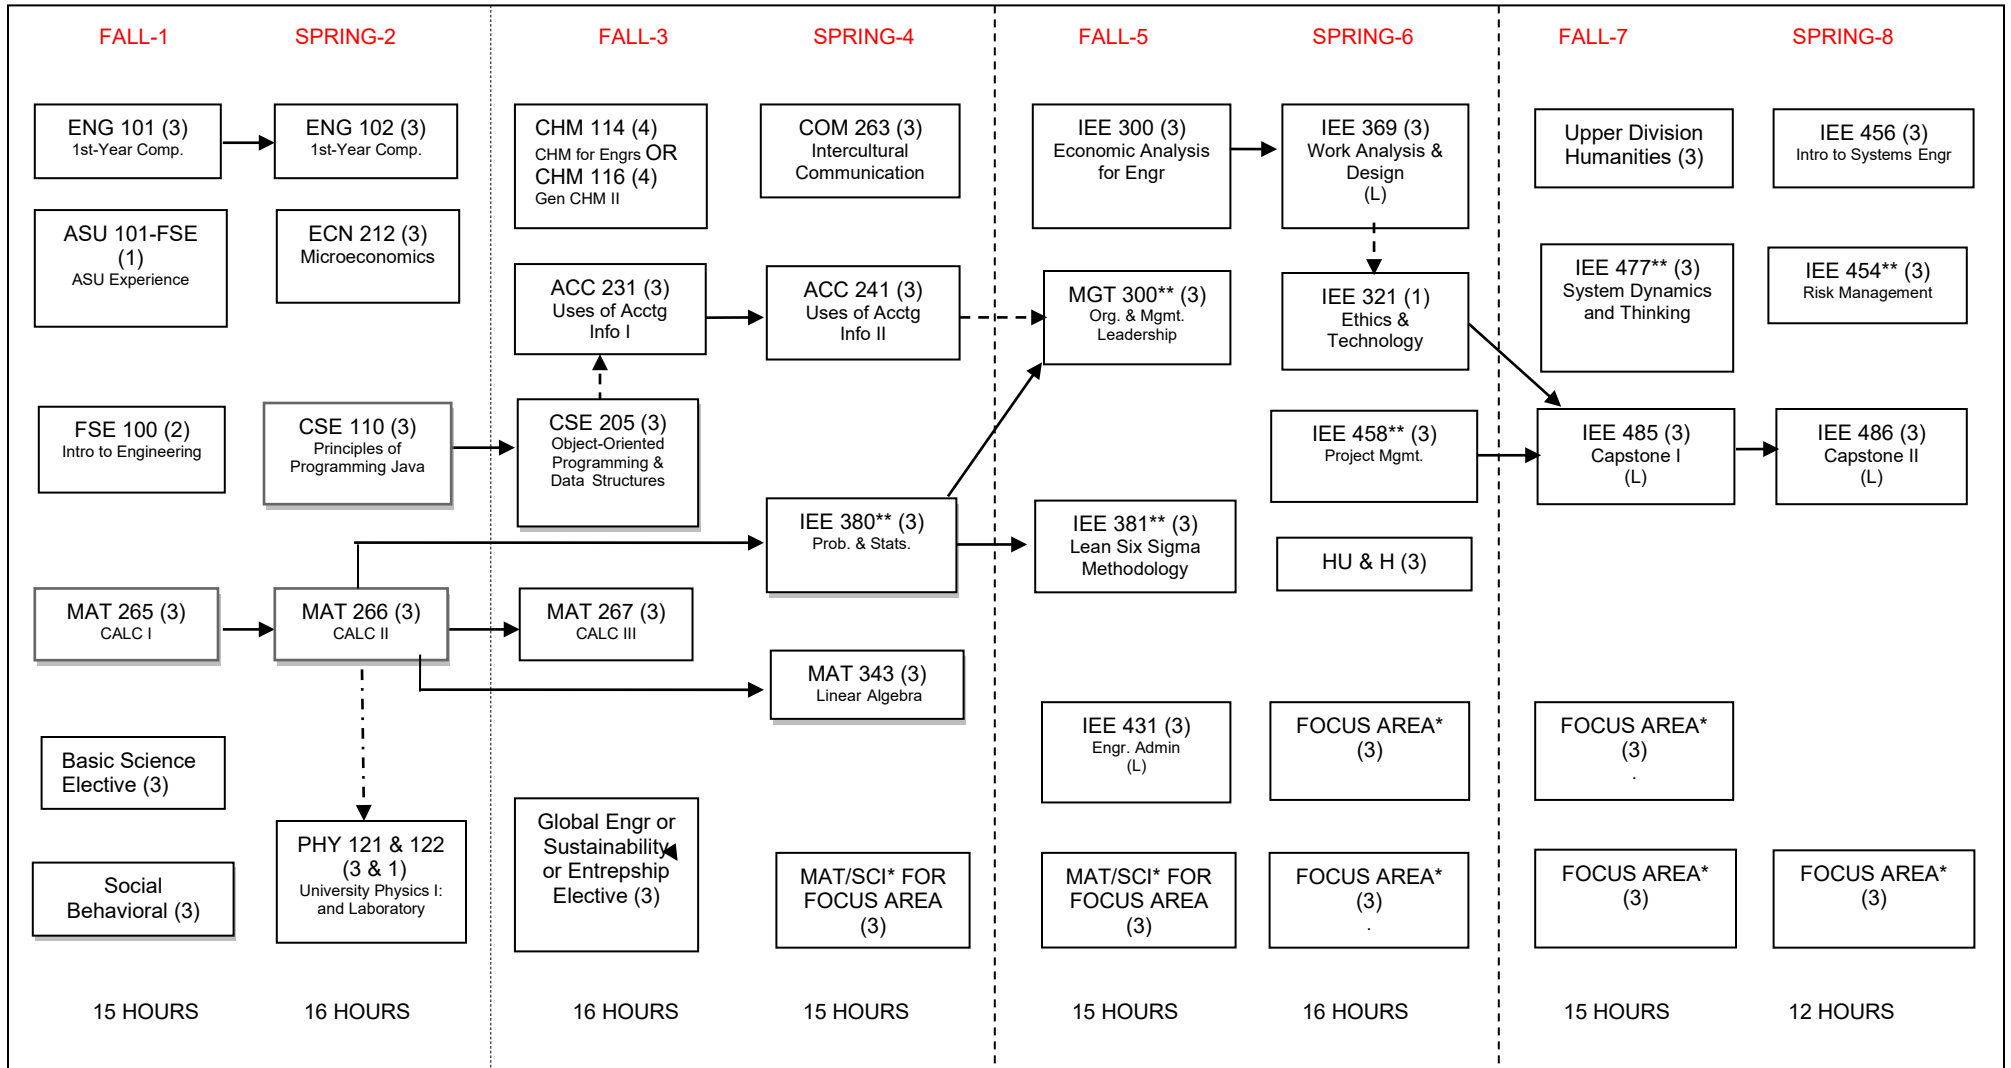 FALL-1
SPRING-2
FALL-3
SPRING-4
FALL-5
SPRING-6
FALL-7
SPRING-8
ENG 101 (3)
1st-Year Comp.
ASU 101-FSE
(1)
ASU Experience
FSE 100 (2)
Intro to Engineering
MAT 265 (3)
CALC I
Basic Science
Elective (3)
Social
Behavioral (3)
15 HOURS
ENG 102 (3)
1st-Year Comp.
ECN 212 (3)
Microeconomics
CSE 110 (3)
Principles of
Programming Java
MAT 266 (3)
CALC II
PHY 121 & 122
(3 & 1)
University Physics I:
and Laboratory
16 HOURS
CHM 114 (4)
CHM for Engrs OR
CHM 116 (4)
Gen CHM II
ACC 231 (3)
Uses of Acctg
Info I
CSE 205 (3)
Object-Oriented
Programming &
Data Structures
MAT 267 (3)
CALC III
Global Engr or
Sustainability
or Entrepship
Elective (3)
16 HOURS
COM 263 (3)
Intercultural
Communication
ACC 241 (3)
Uses of Acctg
Info II
IEE 380** (3)
Prob. & Stats.
MAT 343 (3)
Linear Algebra
MAT/SCI* FOR
FOCUS AREA
(3)
15 HOURS
IEE 300 (3)
Economic Analysis
for Engr
MGT 300** (3)
Org. & Mgmt.
Leadership
IEE 381** (3)
Lean Six Sigma
Methodology
IEE 431 (3)
Engr. Admin
(L)
MAT/SCI* FOR
FOCUS AREA
(3)
15 HOURS
IEE 369 (3)
Work Analysis &
Design
(L)
IEE 321 (1)
Ethics &
Technology
IEE 458** (3)
Project Mgmt.
HU & H (3)
FOCUS AREA*
(3)
FOCUS AREA*
(3)
.
16 HOURS
Upper Division
Humanities (3)
IEE 477** (3)
System Dynamics
and Thinking
IEE 485 (3)
Capstone I
(L)
FOCUS AREA*
(3)
.
FOCUS AREA*
(3)
15 HOURS
IEE 456 (3)
Intro to Systems Engr
IEE 454** (3)
Risk Management
IEE 486 (3)
Capstone II
(L)
FOCUS AREA*
(3)
12 HOURS